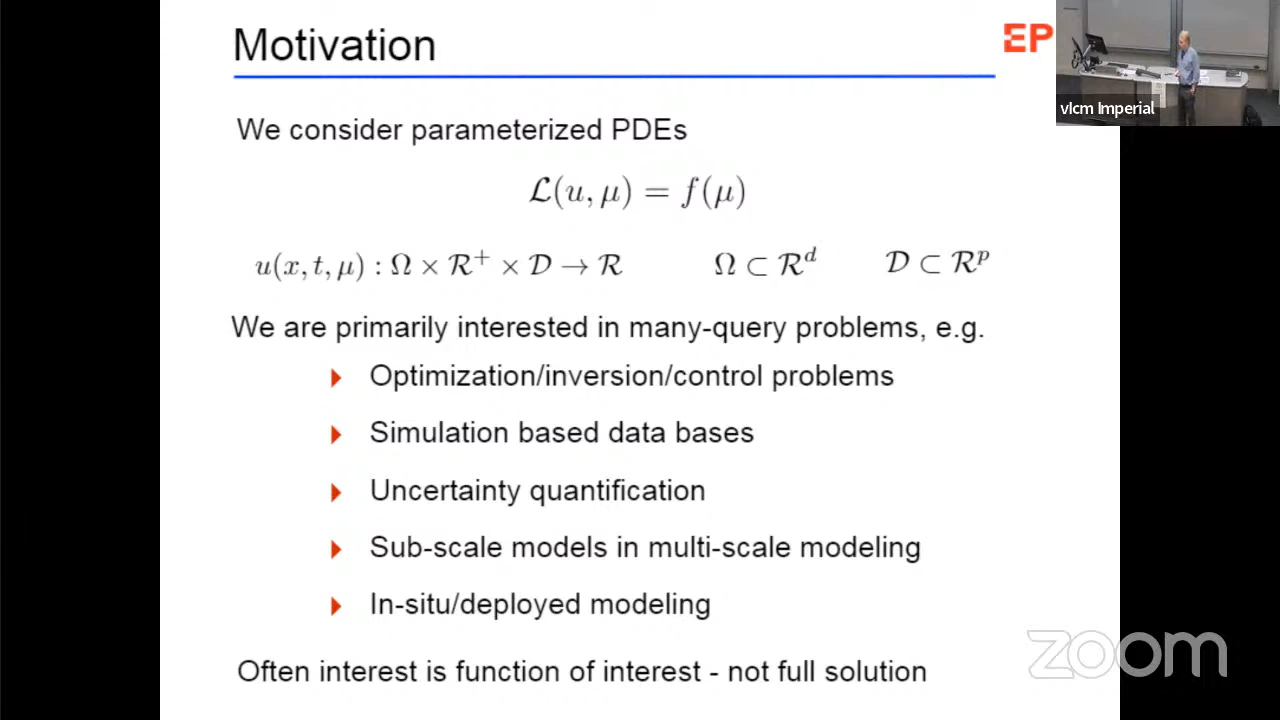 Motivation
EP
vlcm Imperial
We consider parameterized PDEs
ℒ(u, μ) = f(μ)
u(x, t, μ) : Ω × ℛ⁺ × 𝒟 → ℛ Ω ⊂ ℛᵈ 𝒟 ⊂ ℛᵖ
We are primarily interested in many-query problems, e.g.
Optimization/inversion/control problems
Simulation based data bases
Uncertainty quantification
Sub-scale models in multi-scale modeling
In-situ/deployed modeling
zoom
Often interest is function of interest - not full solution